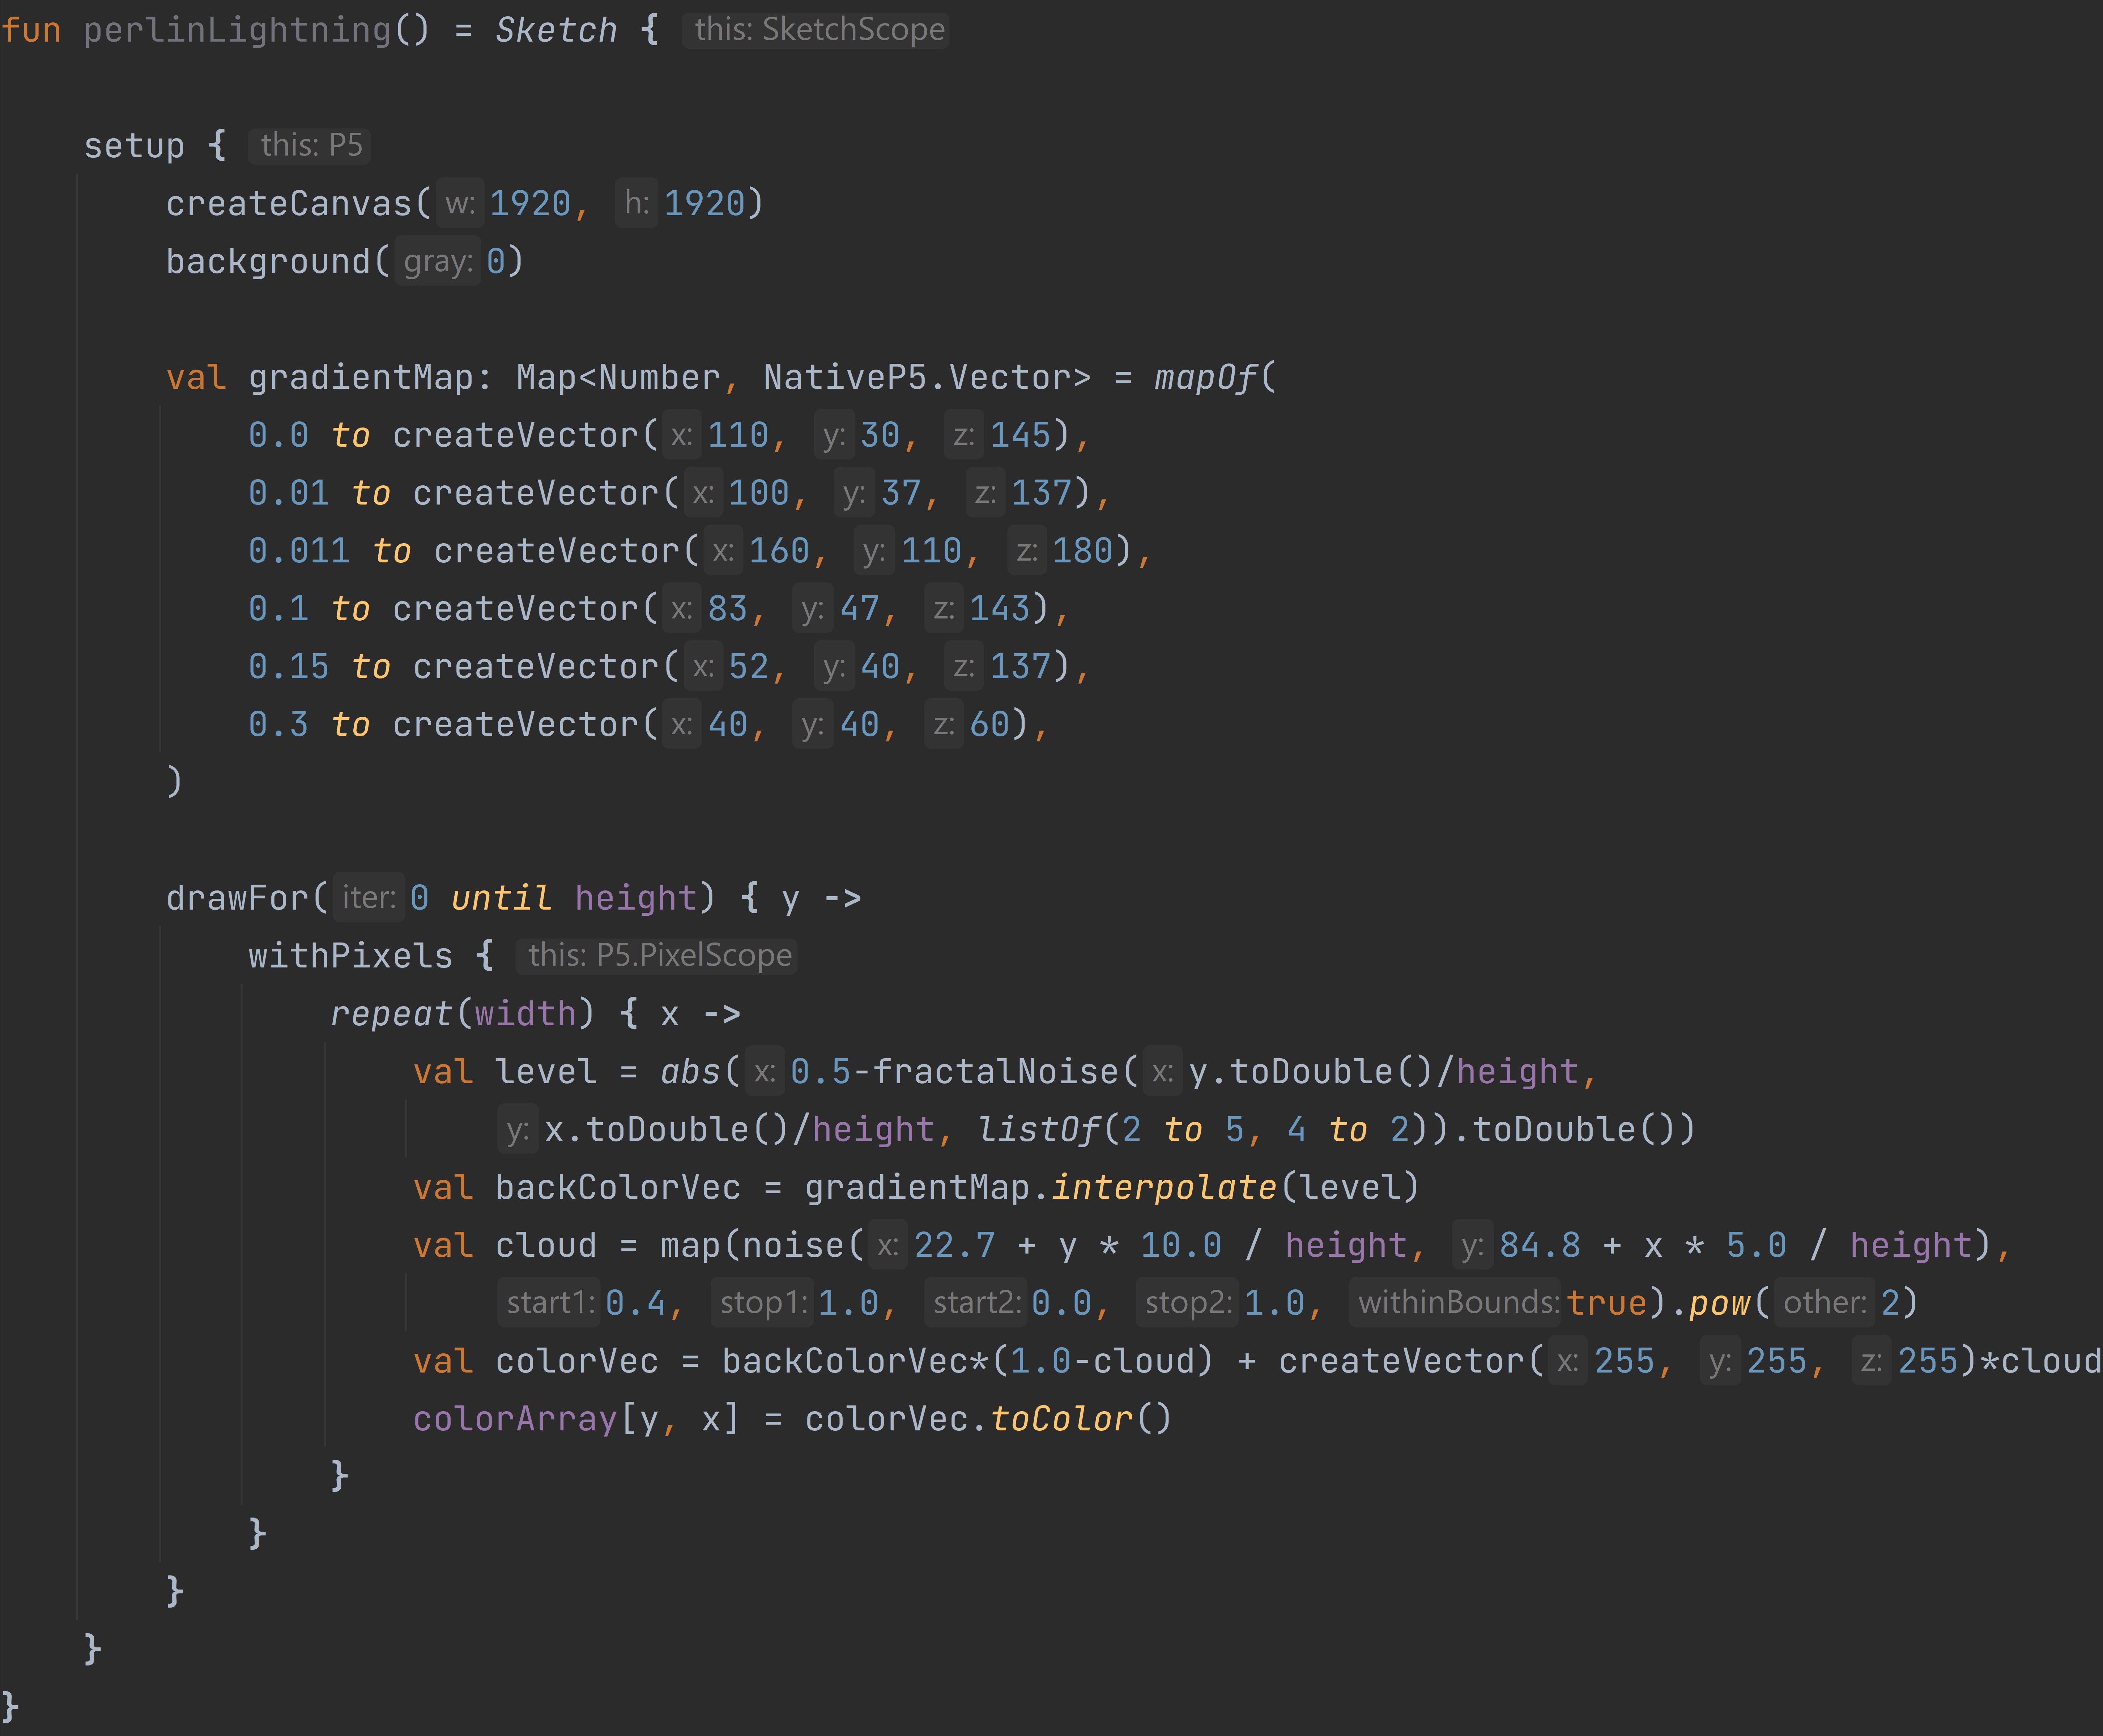 fun perlinLightning() = Sketch { this: SketchScope
setup { this: P5
createCanvas( w: 1920, h: 1920)
background( gray: 0)
val gradientMap: Map<Number, NativeP5.Vector> = mapOf(
0.0 to createVector( x: 110, y: 30, z: 145),
0.01 to createVector( x: 100, y: 37, z: 137),
0.011 to createVector( x: 160, y: 110, z: 180),
0.1 to createVector( x: 83, y: 47, z: 143),
0.15 to createVector( x: 52, y: 40, z: 137),
0.3 to createVector( x: 40, y: 40, z: 60),
)
drawFor( iter: 0 until height) { y ->
withPixels { this: P5.PixelScope
repeat(width) { x ->
val level = abs( x: 0.5-fractalNoise( x: y.toDouble()/height,
y: x.toDouble()/height, listOf(2 to 5, 4 to 2)).toDouble())
val backColorVec = gradientMap.interpolate(level)
val cloud = map(noise( x: 22.7 + y * 10.0 / height, y: 84.8 + x * 5.0 / height),
start1: 0.4, stop1: 1.0, start2: 0.0, stop2: 1.0, withinBounds: true).pow( other: 2)
val colorVec = backColorVec*(1.0-cloud) + createVector( x: 255, y: 255, z: 255)*cloud
colorArray[y, x] = colorVec.toColor()
}
}
}
}
}